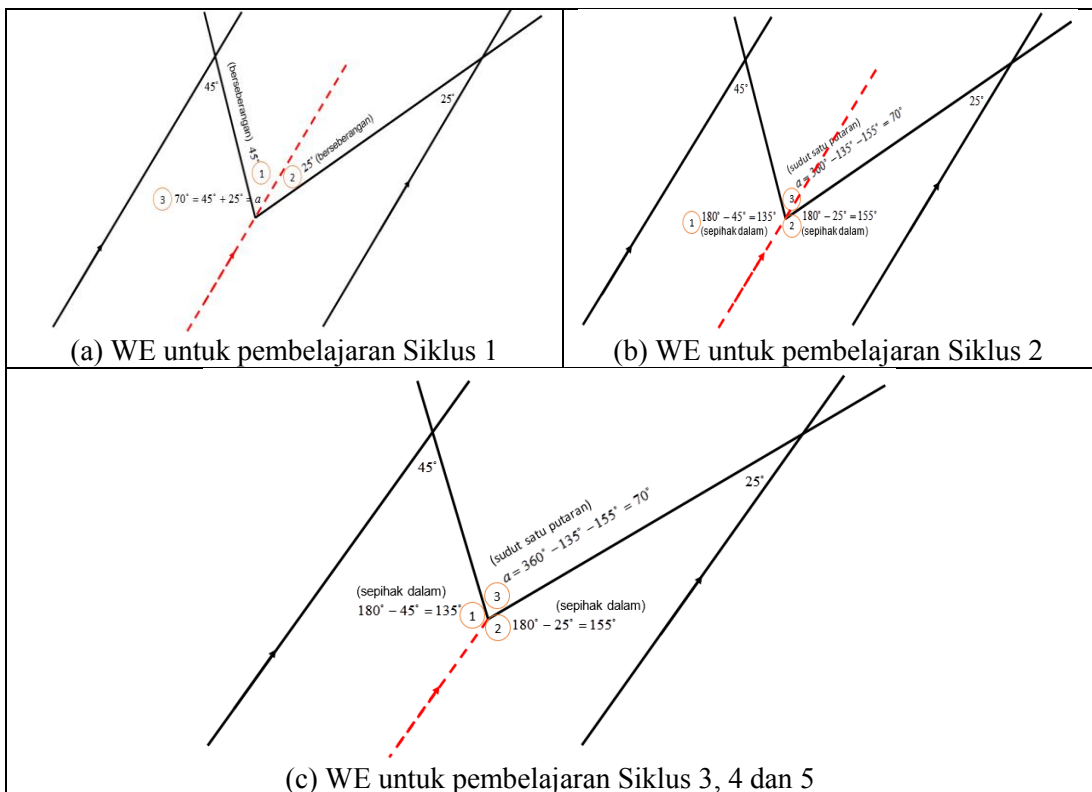 45°
(berseberangan) 45°
1
25° (berseberangan)
2
25°
3 70° = 45° + 25° = a
(a) WE untuk pembelajaran Siklus 1
45°
25°
(sudut satu putaran)
a = 360° − 135° − 155° = 70°
3
1 180° − 45° = 135°
(sepihak dalam)
2 180° − 25° = 155°
(sepihak dalam)
(b) WE untuk pembelajaran Siklus 2
45°
25°
(sudut satu putaran)
a = 360° − 135° − 155° = 70°
3
(sepihak dalam)
180° − 45° = 135° 1
(sepihak dalam)
2 180° − 25° = 155°
(c) WE untuk pembelajaran Siklus 3, 4 dan 5